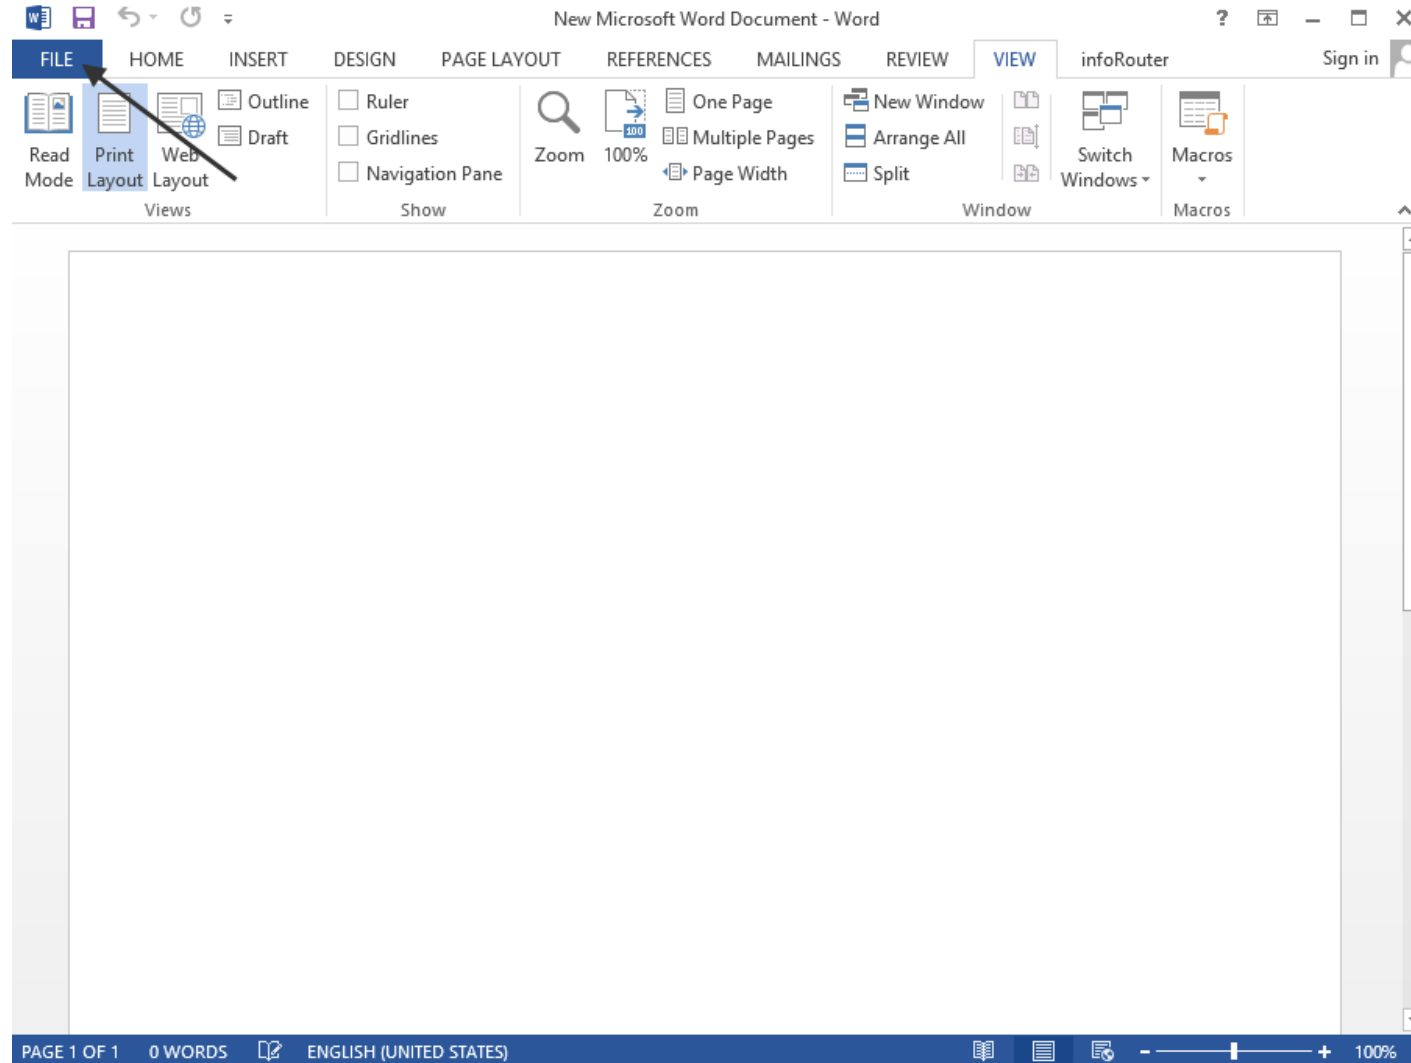 New Microsoft Word Document - Word ?
FILE HOME INSERT DESIGN PAGE LAYOUT REFERENCES MAILINGS REVIEW VIEW infoRouter Sign in
Read Mode
Print Layout
Web Layout
Outline
Draft
Views
Ruler
Gridlines
Navigation Pane
Show
Zoom
100
100%
One Page
Multiple Pages
Page Width
Zoom
New Window
Arrange All
Split
Switch Windows
Window
Macros
Macros
PAGE 1 OF 1 0 WORDS ENGLISH (UNITED STATES) - + 100%